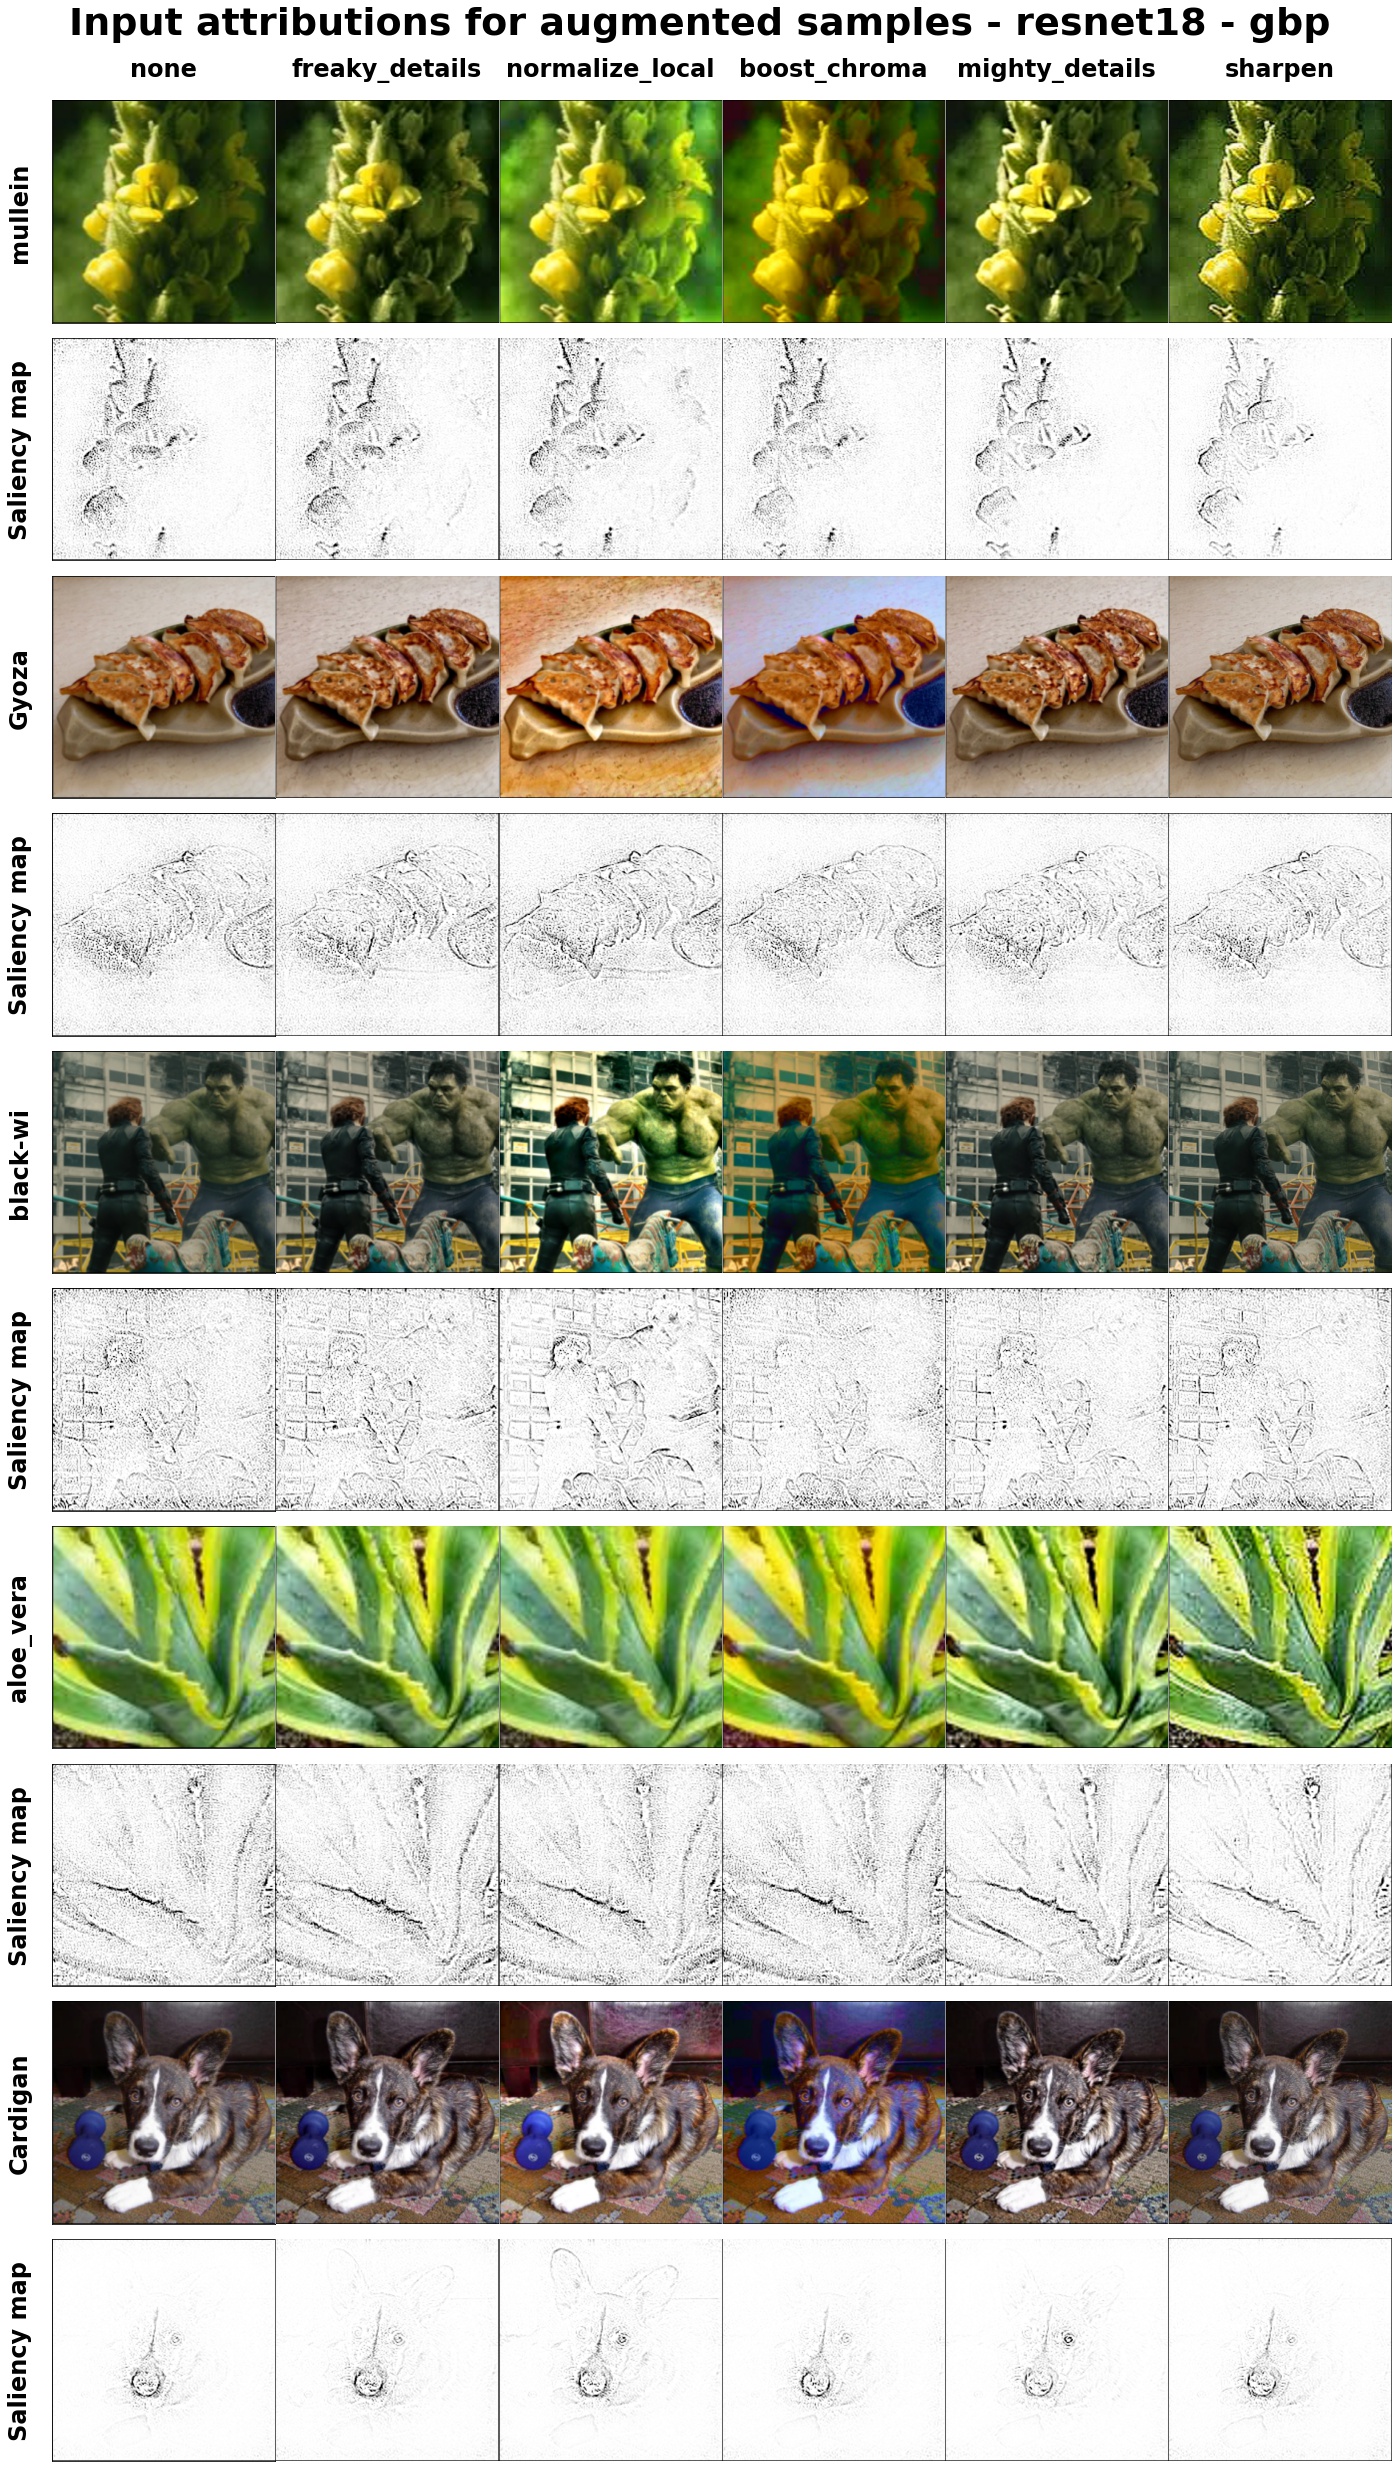 Input attributions for augmented samples - resnet18 - gbp
none freaky_details normalize_local boost_chroma mighty_details sharpen
mullein
Saliency map
Gyoza
Saliency map
black-wi
Saliency map
aloe_vera
Saliency map
Cardigan
Saliency map